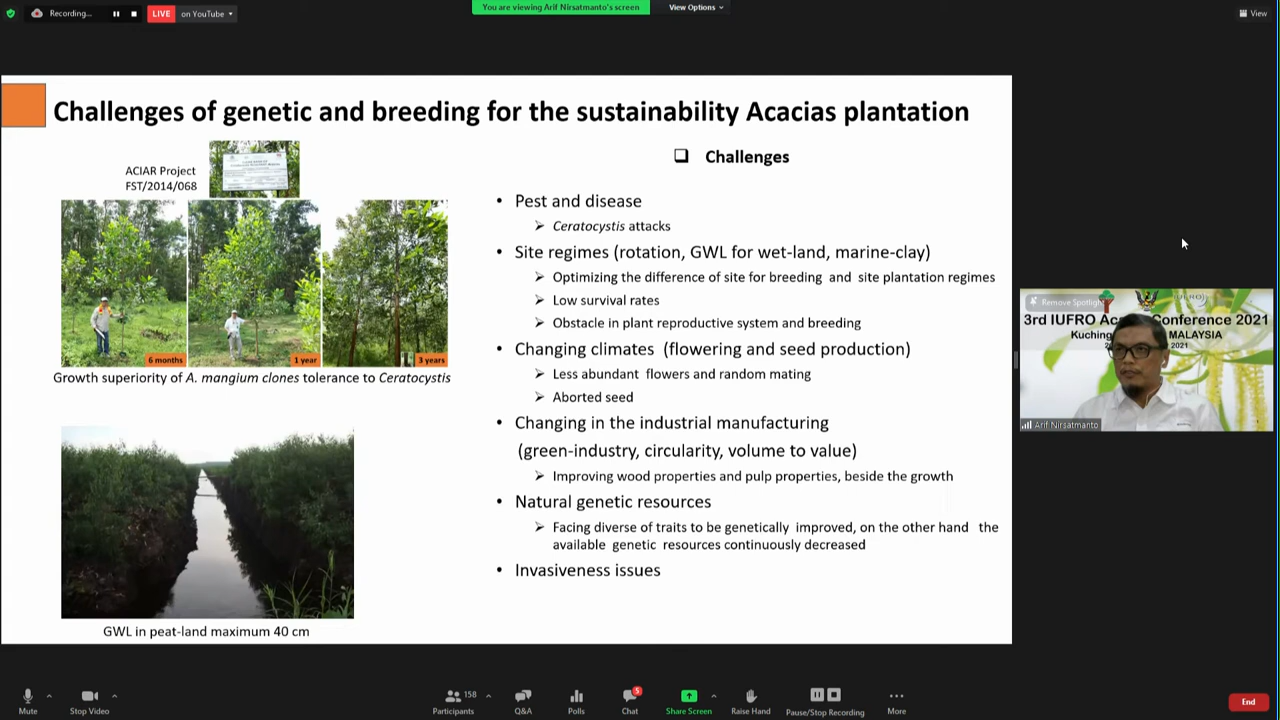 Recording...
LIVE on YouTube
You are viewing Arif Nirsatmanto's screen
View Options
View
Challenges of genetic and breeding for the sustainability Acacias plantation
ACIAR Project
FST/2014/068
6 months
1 year
3 years
Growth superiority of A. mangium clones tolerance to Ceratocystis
GWL in peat-land maximum 40 cm
❑ Challenges
• Pest and disease
➢ Ceratocystis attacks
• Site regimes (rotation, GWL for wet-land, marine-clay)
➢ Optimizing the difference of site for breeding and site plantation regimes
➢ Low survival rates
➢ Obstacle in plant reproductive system and breeding
• Changing climates (flowering and seed production)
➢ Less abundant flowers and random mating
➢ Aborted seed
• Changing in the industrial manufacturing
(green-industry, circularity, volume to value)
➢ Improving wood properties and pulp properties, beside the growth
• Natural genetic resources
➢ Facing diverse of traits to be genetically improved, on the other hand the
available genetic resources continuously decreased
• Invasiveness issues
Remove Spotlight
3rd IUFRO Conference 2021
Kuching MALAYSIA
2021
Arif Nirsatmanto
Mute
Stop Video
Participants 158
Q&A
Polls
Chat 5
Share Screen
Raise Hand
Pause/Stop Recording
More
End